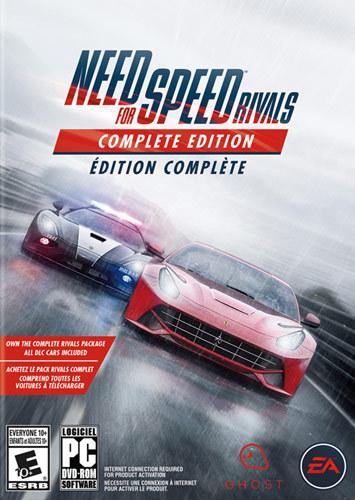 NEED FOR SPEED RIVALS™
COMPLETE EDITION
ÉDITION COMPLÈTE
OWN THE COMPLETE RIVALS PACKAGE
ALL DLC CARS INCLUDED
ACHETEZ LE PACK RIVALS COMPLET
COMPREND TOUTES LES
VOITURES À TÉLÉCHARGER
EVERYONE 10+
ENFANTS et ADULTES 10+
E
10+
ESRB
LOGICIEL
PC
DVD-ROM
SOFTWARE
INTERNET CONNECTION REQUIRED
FOR PRODUCT ACTIVATION
NÉCESSITE UNE CONNEXION À INTERNET
POUR ACTIVER LE PRODUIT.
GHOST
EA